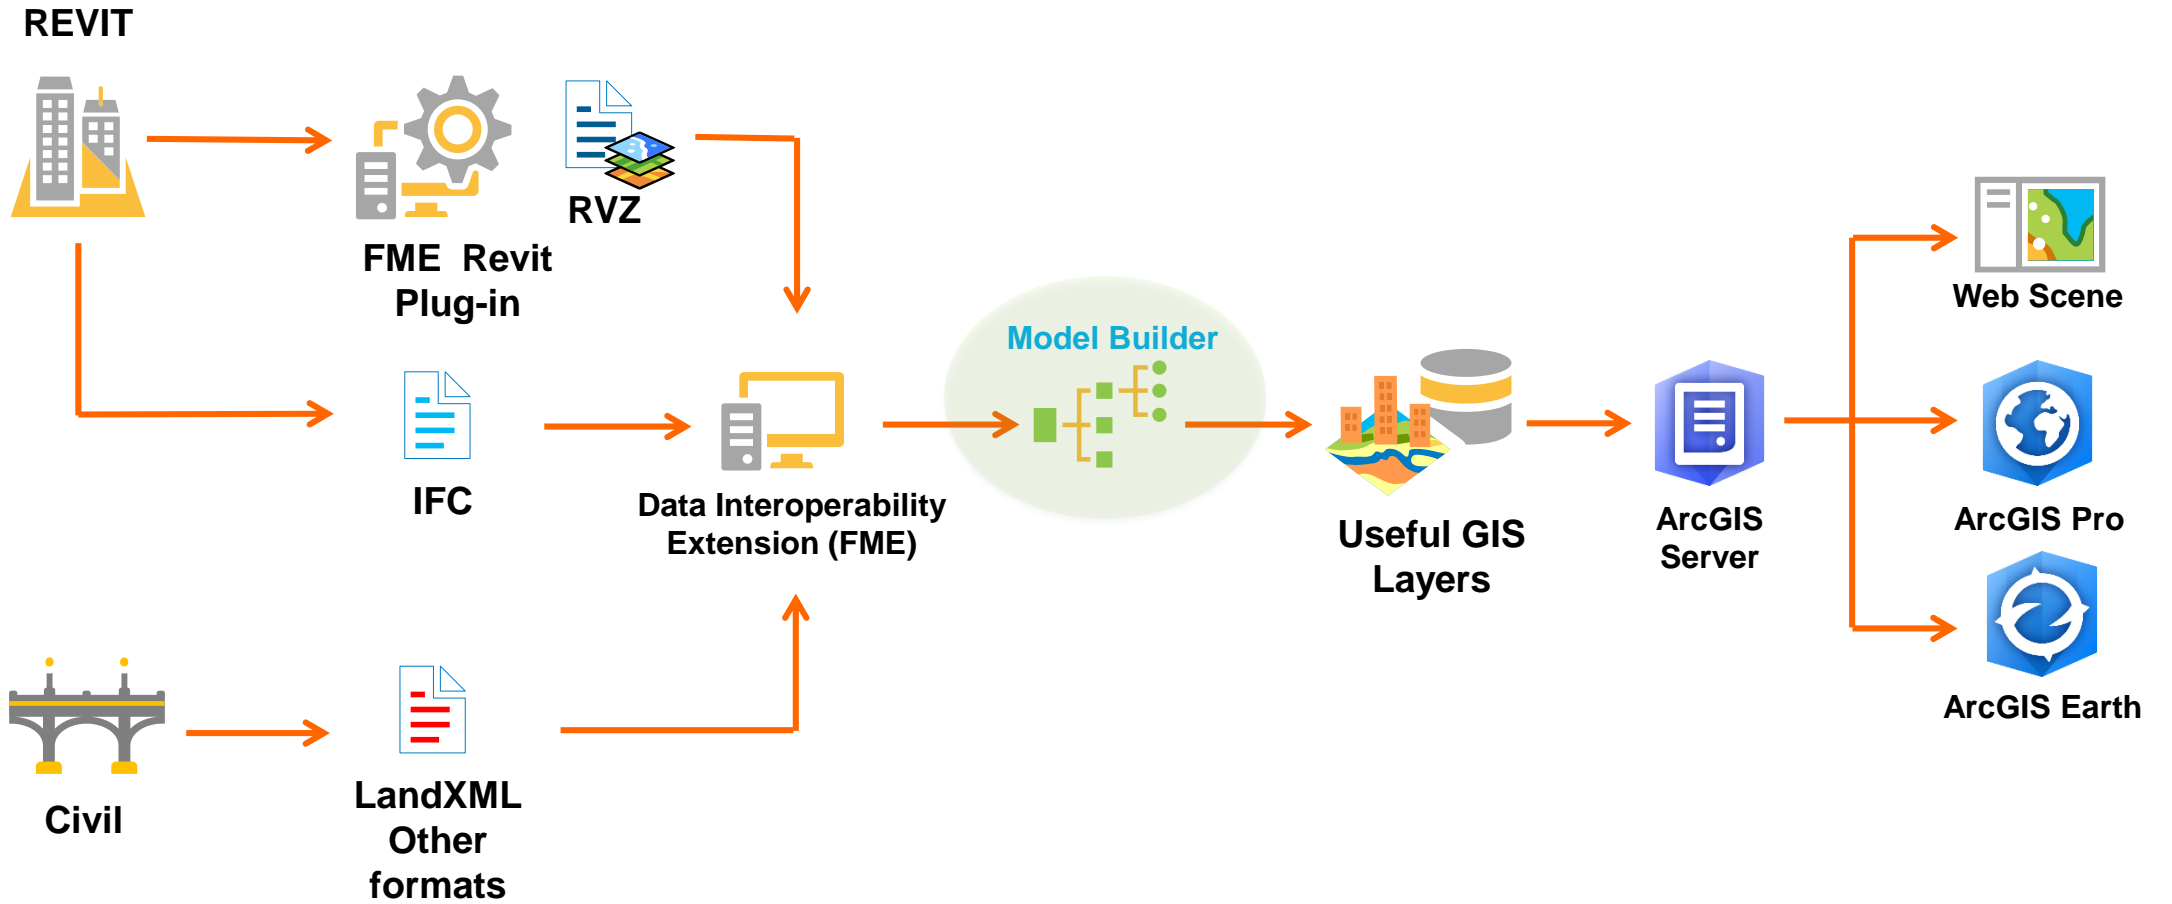 REVIT
RVZ
FME Revit
Plug-in
Model Builder
Web Scene
IFC
Data Interoperability
Extension (FME)
Useful GIS
Layers
ArcGIS
Server
ArcGIS Pro
ArcGIS Earth
Civil
LandXML
Other
formats